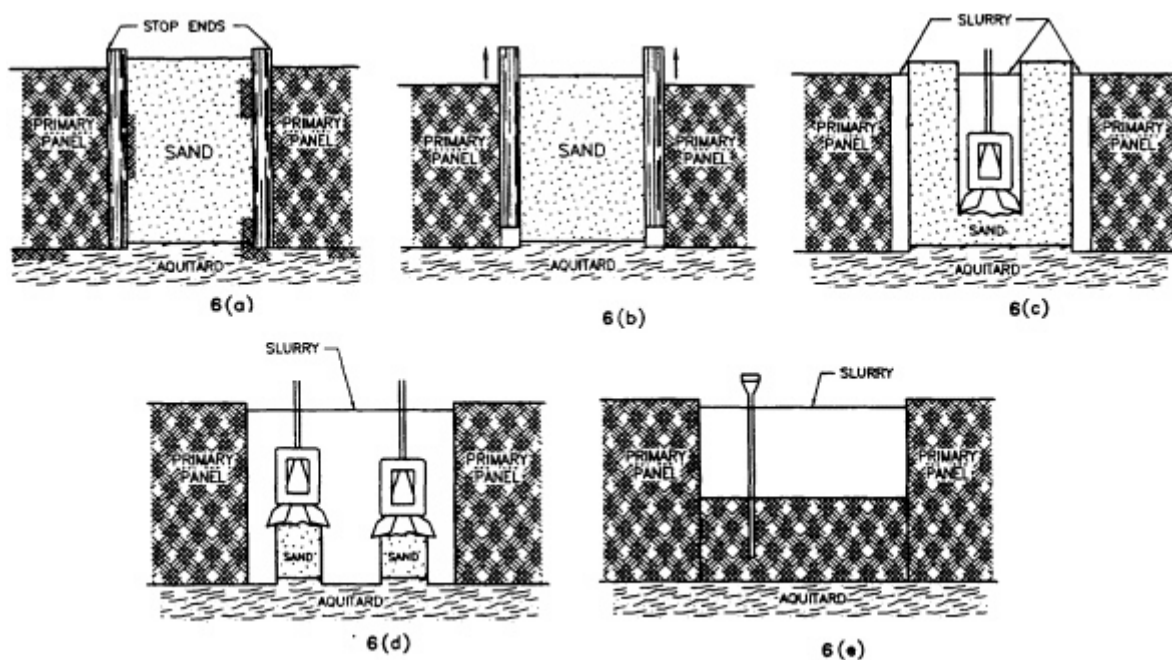 STOP ENDS
PRIMARY
PANEL
SAND
PRIMARY
PANEL
AQUITARD
6(a)
PRIMARY
PANEL
SAND
PRIMARY
PANEL
AQUITARD
6(b)
SLURRY
PRIMARY
PANEL
PRIMARY
PANEL
SAND
AQUITARD
6(c)
SLURRY
PRIMARY
PANEL
PRIMARY
PANEL
SAND
SAND
AQUITARD
6(d)
SLURRY
PRIMARY
PANEL
PRIMARY
PANEL
AQUITARD
6(e)